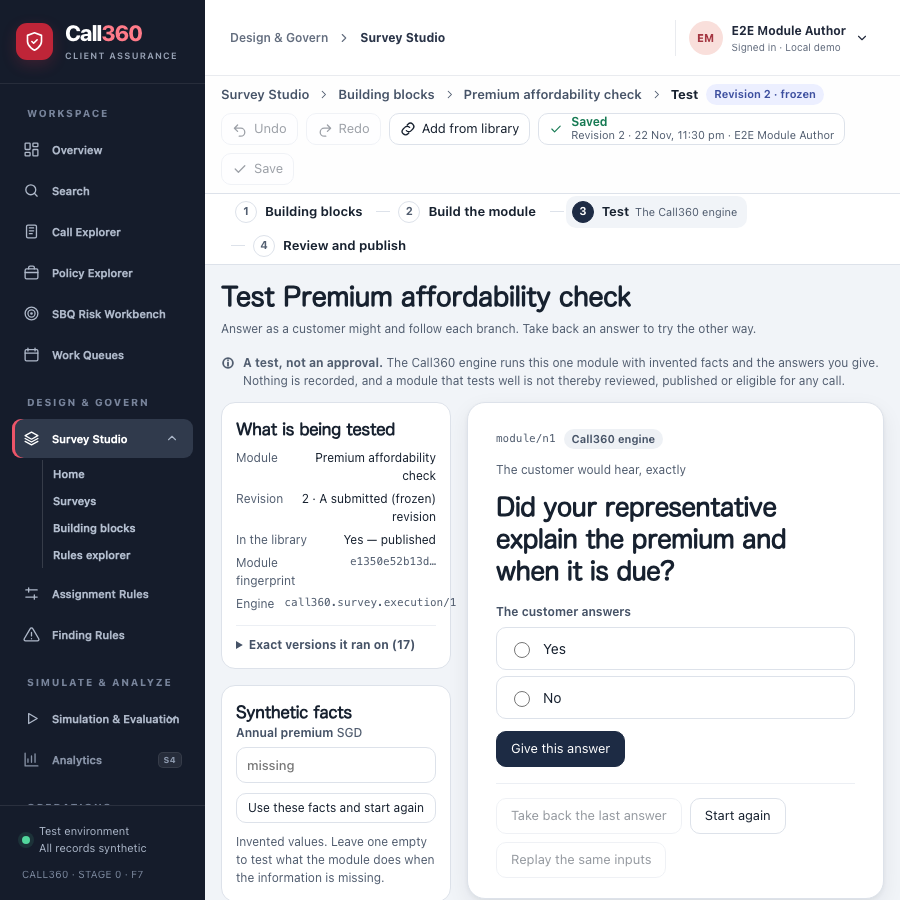 Call360
CLIENT ASSURANCE
WORKSPACE
Overview
Search
Call Explorer
Policy Explorer
SBQ Risk Workbench
Work Queues
DESIGN & GOVERN
Survey Studio
Home
Surveys
Building blocks
Rules explorer
Assignment Rules
Finding Rules
SIMULATE & ANALYZE
Simulation & Evaluation
Analytics S4
Test environment
All records synthetic
CALL360 · STAGE 0 · F7
Design & Govern > Survey Studio
EM
E2E Module Author
Signed in · Local demo
Survey Studio > Building blocks > Premium affordability check > Test Revision 2 · frozen
Undo Redo Add from library
Saved
Revision 2 · 22 Nov, 11:30 pm · E2E Module Author
Save
1 Building blocks 2 Build the module 3 Test The Call360 engine
4 Review and publish
Test Premium affordability check
Answer as a customer might and follow each branch. Take back an answer to try the other way.
A test, not an approval. The Call360 engine runs this one module with invented facts and the answers you give.
Nothing is recorded, and a module that tests well is not thereby reviewed, published or eligible for any call.
What is being tested
Module Premium affordability
check
Revision 2 · A submitted (frozen)
revision
In the library Yes — published
Module e1350e52b13d…
fingerprint
Engine call360.survey.execution/1
Exact versions it ran on (17)
Synthetic facts
Annual premium SGD
missing
Use these facts and start again
Invented values. Leave one empty
to test what the module does when
the information is missing.
module/n1 Call360 engine
The customer would hear, exactly
Did your representative
explain the premium and
when it is due?
The customer answers
Yes
No
Give this answer
Take back the last answer Start again
Replay the same inputs